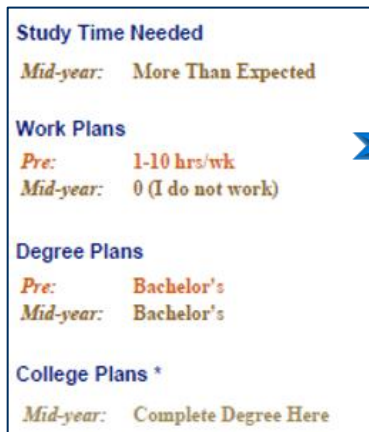 Study Time Needed
Mid-year: More Than Expected
Work Plans
Pre: 1-10 hrs/wk
Mid-year: 0 (I do not work)
Degree Plans
Pre: Bachelor's
Mid-year: Bachelor's
College Plans *
Mid-year: Complete Degree Here